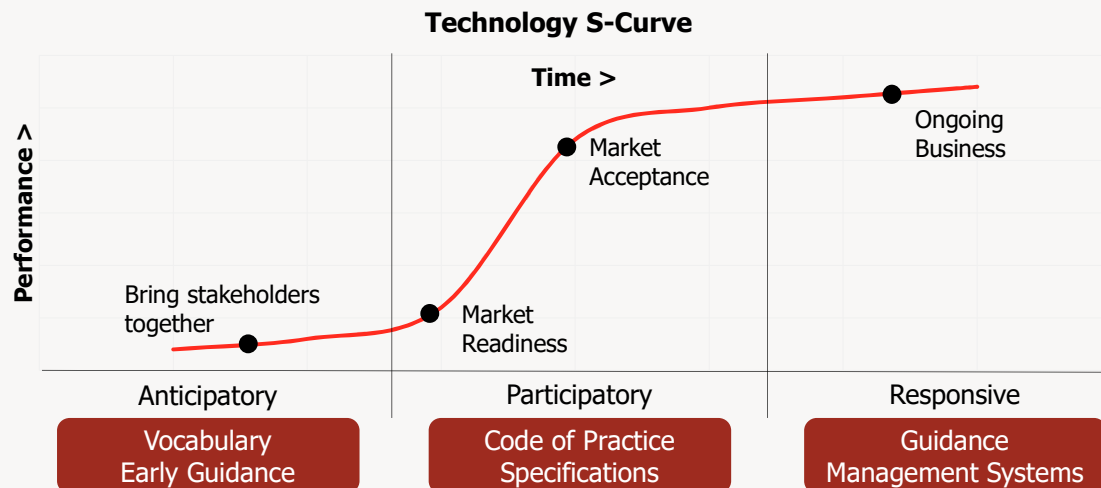 Technology S-Curve
Time >
Performance >
Bring stakeholders
together
Market
Readiness
Market
Acceptance
Ongoing
Business
Anticipatory
Participatory
Responsive
Vocabulary
Early Guidance
Code of Practice
Specifications
Guidance
Management Systems